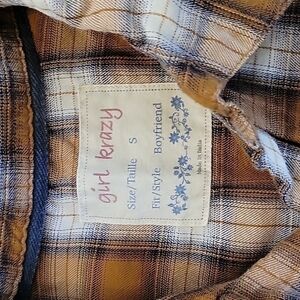 girl krazy
Size/Taille S
Fit/Style Boyfriend
Made in India